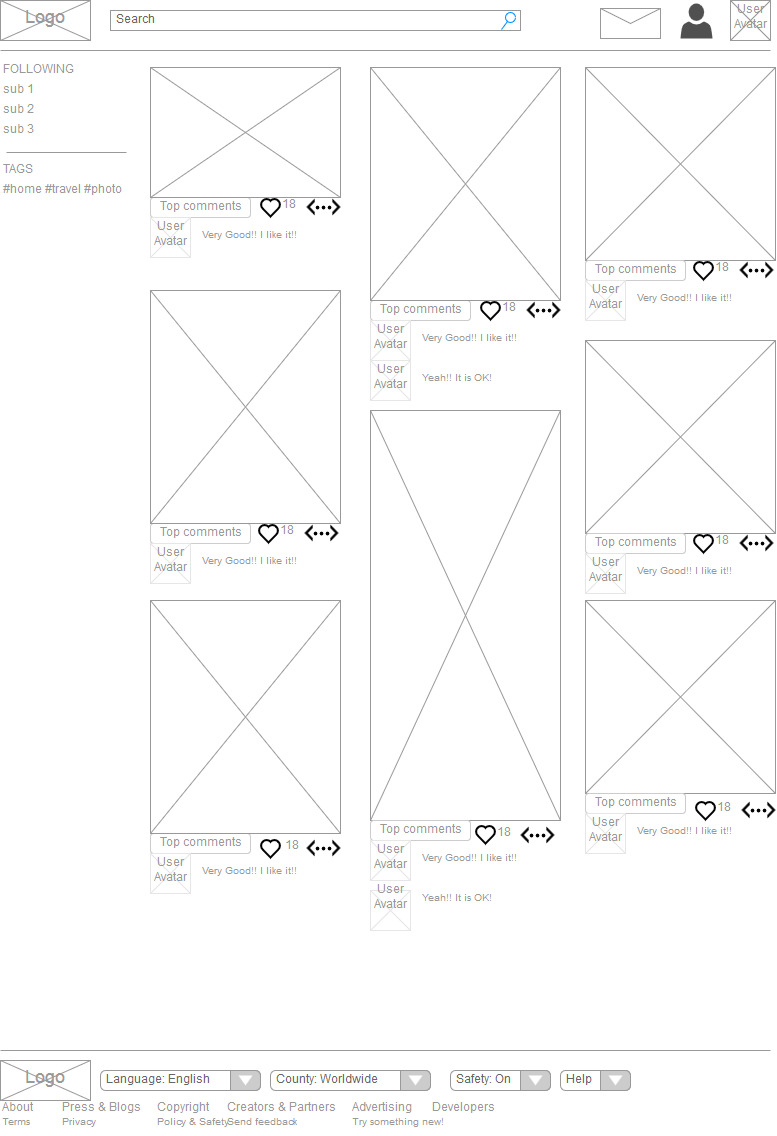 Logo
Search
User
Avatar
FOLLOWING
sub 1
sub 2
sub 3
TAGS
#home #travel #photo
Top comments
18
User
Avatar
Very Good!! I like it!!
Top comments
18
User
Avatar
Very Good!! I like it!!
Top comments
18
User
Avatar
Very Good!! I like it!!
Top comments
18
User
Avatar
Very Good!! I like it!!
User
Avatar
Yeah!! It is OK!
Top comments
18
User
Avatar
Very Good!! I like it!!
User
Avatar
Yeah!! It is OK!
Top comments
18
User
Avatar
Very Good!! I like it!!
Top comments
18
User
Avatar
Very Good!! I like it!!
Top comments
18
User
Avatar
Very Good!! I like it!!
Logo
Language: English
County: Worldwide
Safety: On
Help
About Press & Blogs Copyright Creators & Partners Advertising Developers
Terms Privacy Policy & Safety Send feedback Try something new!